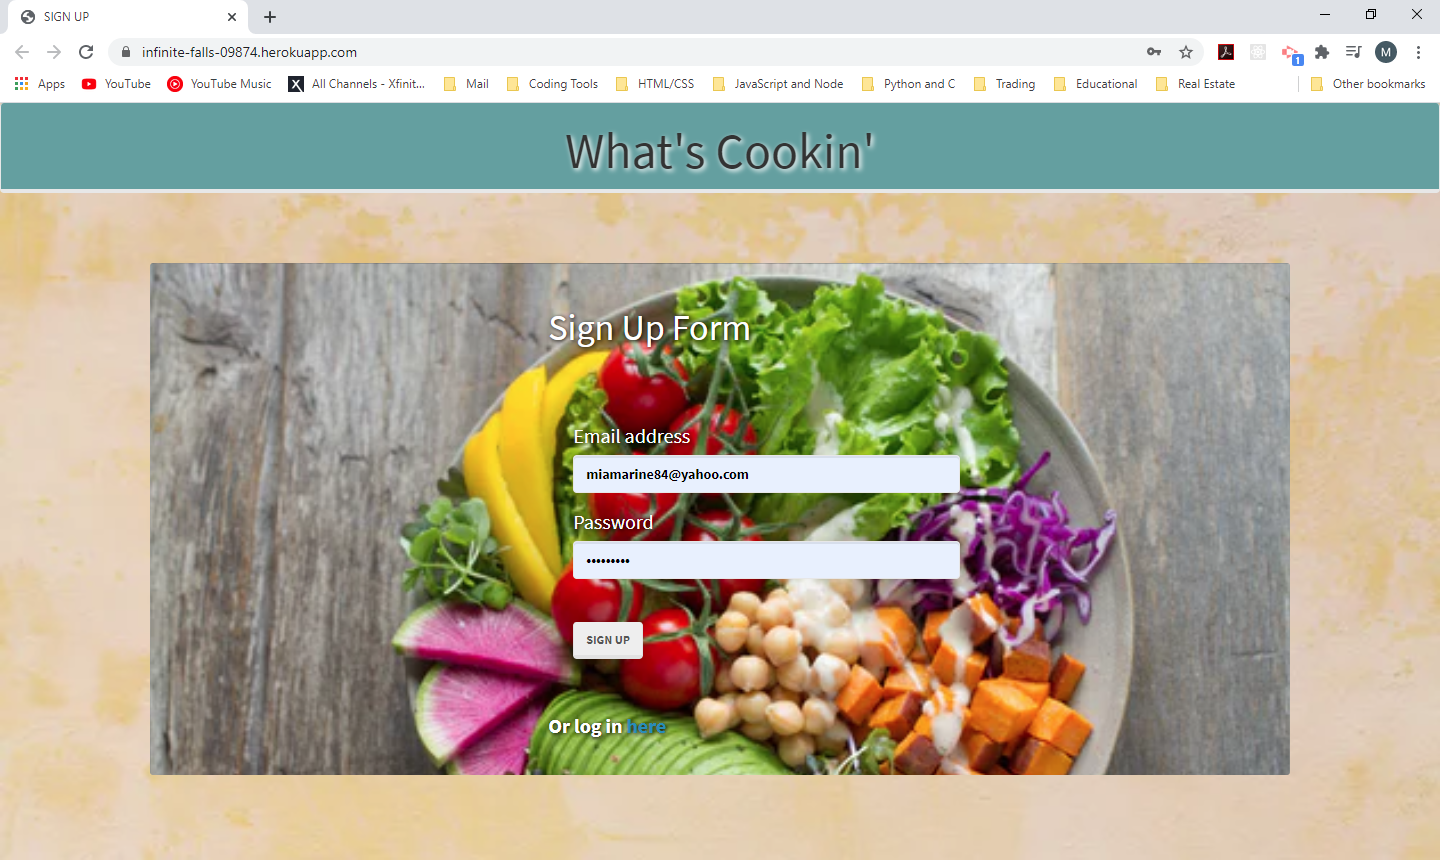 SIGN UP
infinite-falls-09874.herokuapp.com
M
1
Apps YouTube YouTube Music All Channels - Xfinit... Mail Coding Tools HTML/CSS JavaScript and Node Python and C Trading Educational Real Estate Other bookmarks
What's Cookin'
Sign Up Form
Email address
miamarine84@yahoo.com
Password
•••••••••
SIGN UP
Or log in here